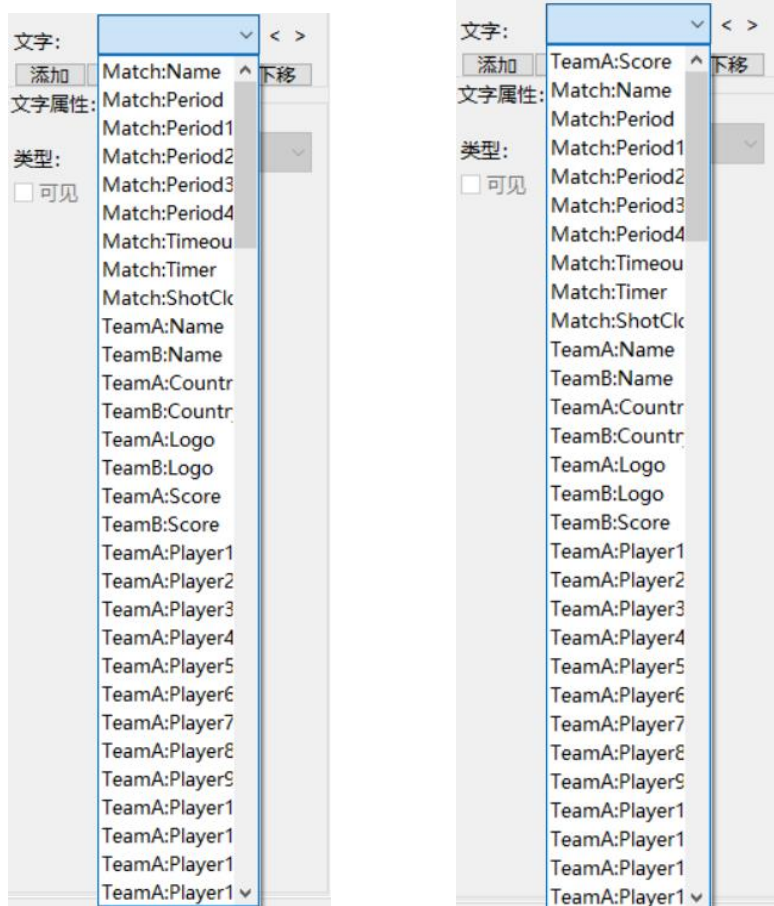 文字:
< >
添加
下移
文字属性:
类型:
可见
Match:Name
Match:Period
Match:Period1
Match:Period2
Match:Period3
Match:Period4
Match:Timeou
Match:Timer
Match:ShotClo
TeamA:Name
TeamB:Name
TeamA:Countr
TeamB:Countr
TeamA:Logo
TeamB:Logo
TeamA:Score
TeamB:Score
TeamA:Player1
TeamA:Player2
TeamA:Player3
TeamA:Player4
TeamA:Player5
TeamA:Player6
TeamA:Player7
TeamA:Player8
TeamA:Player9
TeamA:Player1
TeamA:Player1
TeamA:Player1
TeamA:Player1
文字:
< >
添加
下移
文字属性:
类型:
可见
TeamA:Score
Match:Name
Match:Period
Match:Period1
Match:Period2
Match:Period3
Match:Period4
Match:Timeou
Match:Timer
Match:ShotClo
TeamA:Name
TeamB:Name
TeamA:Countr
TeamB:Countr
TeamA:Logo
TeamB:Logo
TeamB:Score
TeamA:Player1
TeamA:Player2
TeamA:Player3
TeamA:Player4
TeamA:Player5
TeamA:Player6
TeamA:Player7
TeamA:Player8
TeamA:Player9
TeamA:Player1
TeamA:Player1
TeamA:Player1
TeamA:Player1